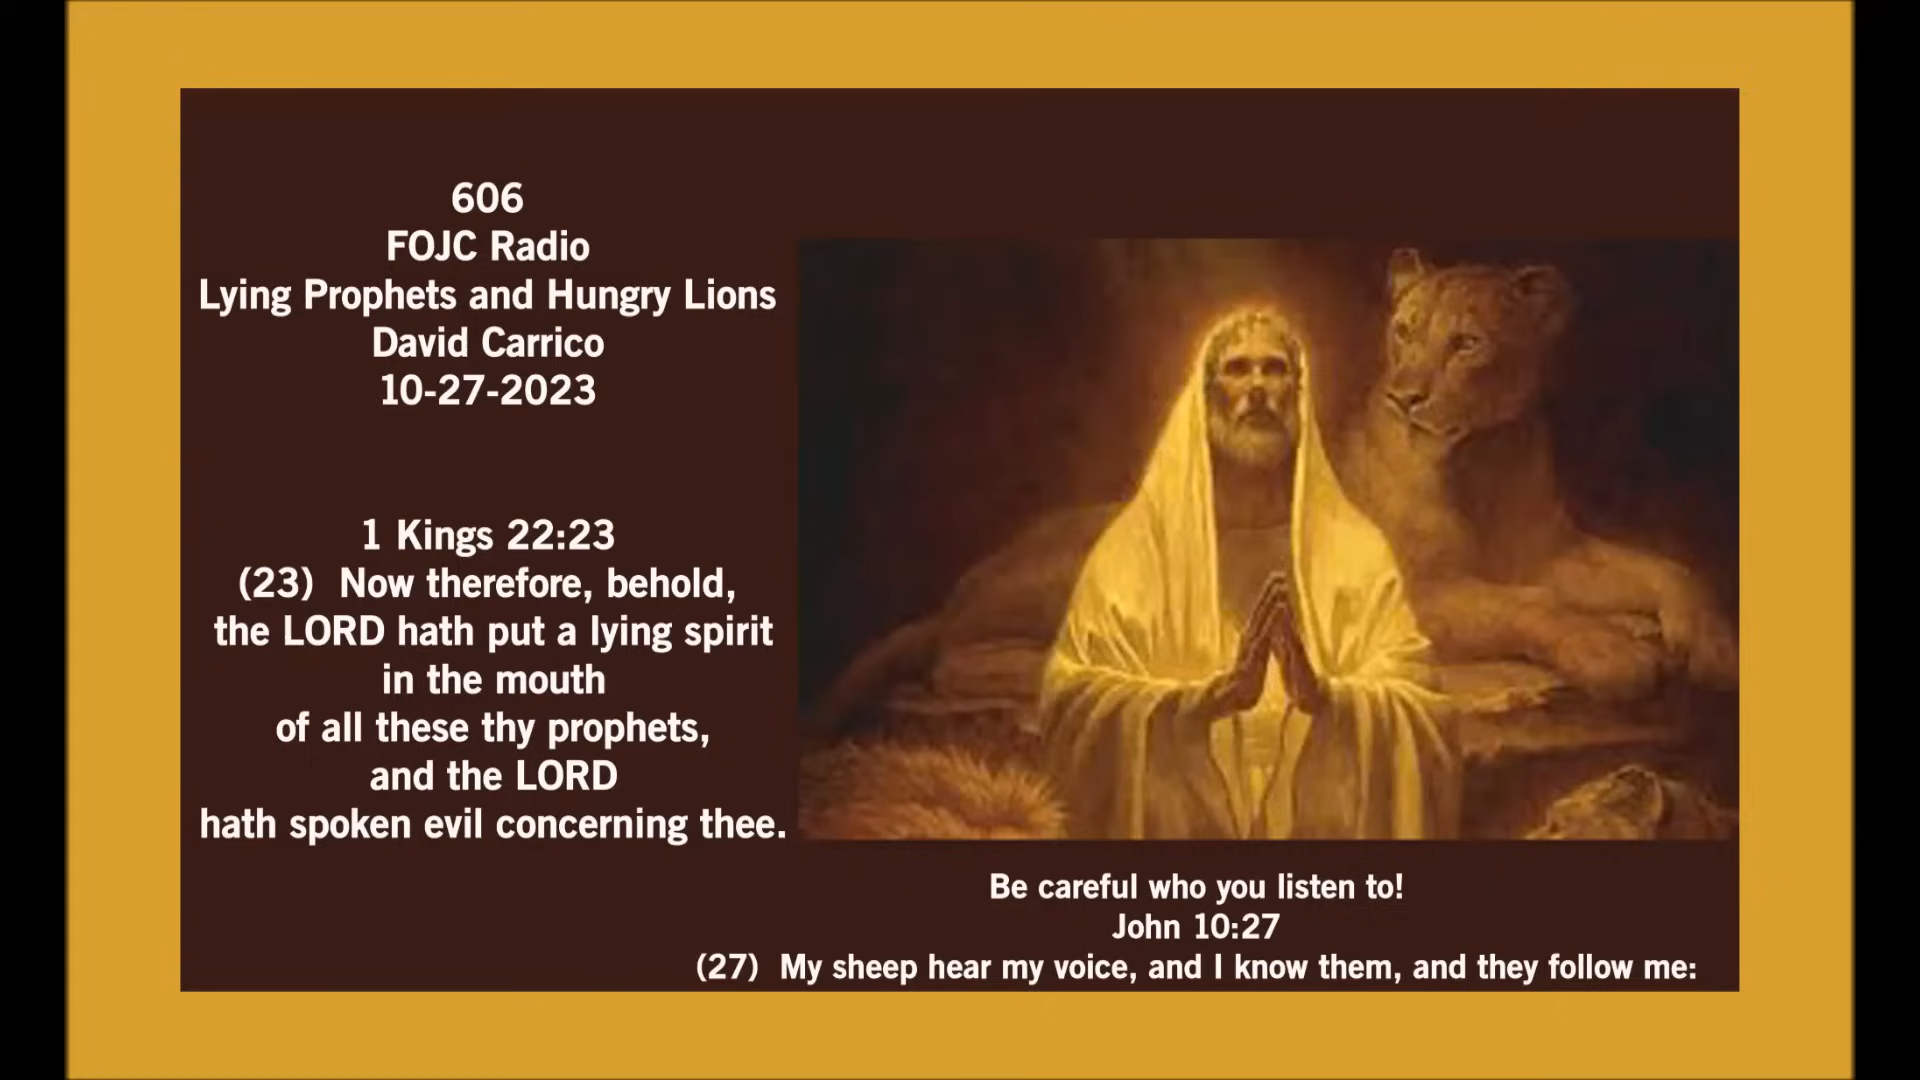 606
FOJC Radio
Lying Prophets and Hungry Lions
David Carrico
10-27-2023
1 Kings 22:23
(23) Now therefore, behold,
the LORD hath put a lying spirit
in the mouth
of all these thy prophets,
and the LORD
hath spoken evil concerning thee.
Be careful who you listen to!
John 10:27
(27) My sheep hear my voice, and I know them, and they follow me: